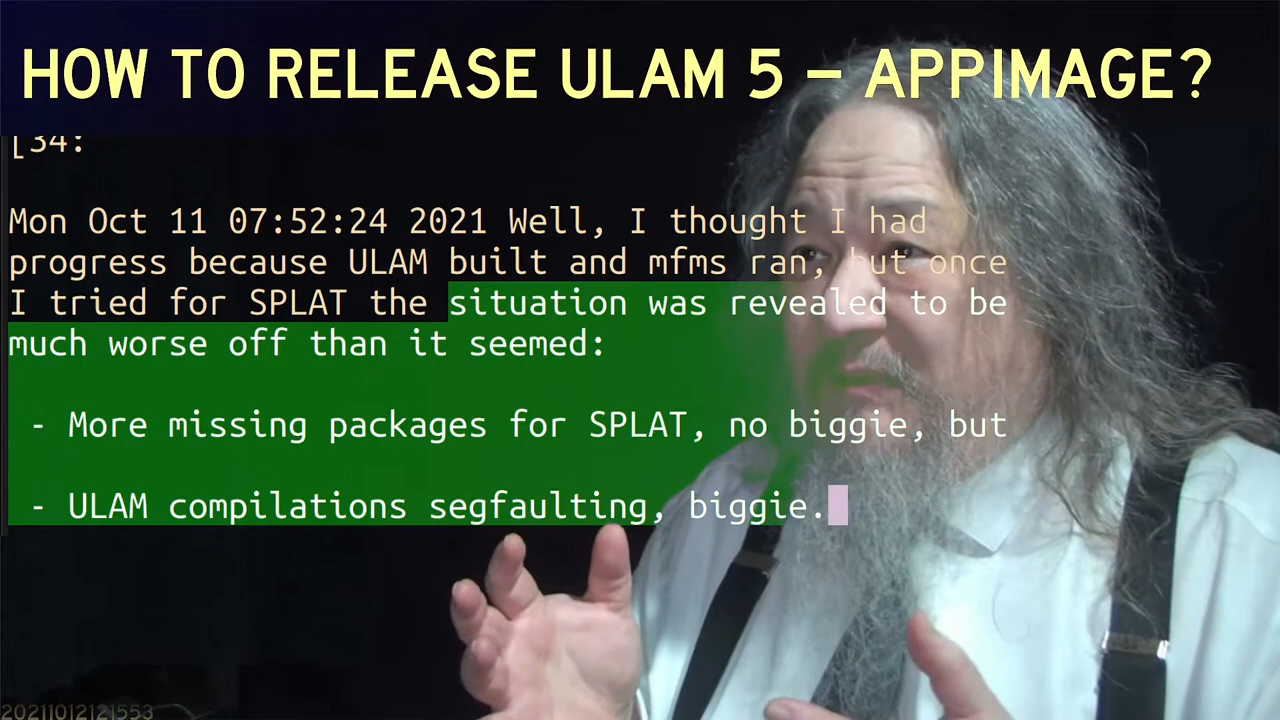 HOW TO RELEASE ULAM 5 – APPIMAGE?
[34:
Mon Oct 11 07:52:24 2021 Well, I thought I had
progress because ULAM built and mfms ran, but once
I tried for SPLAT the situation was revealed to be
much worse off than it seemed:
- More missing packages for SPLAT, no biggie, but
- ULAM compilations segfaulting, biggie.
20211012121553